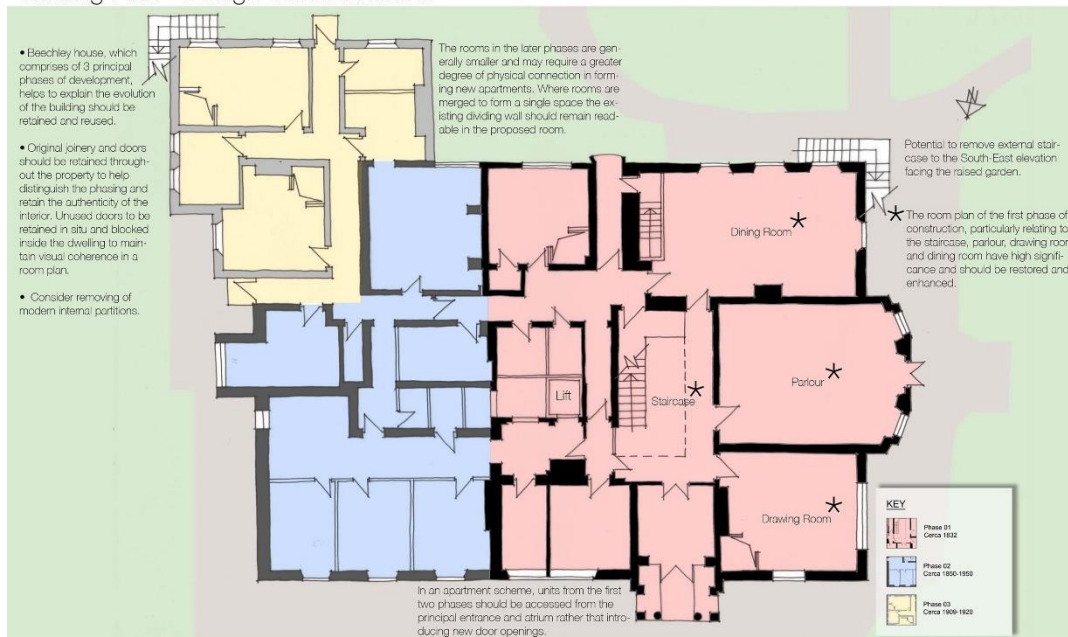 • Beechley house, which
comprises of 3 principal
phases of development,
helps to explain the evolution
of the building should be
retained and reused.
• Original joinery and doors
should be retained through-
out the property to help
distinguish the phasing and
retain the authenticity of the
interior. Unused doors to be
retained in situ and blocked
inside the dwelling to main-
tain visual coherence in a
room plan.
• Consider removing of
modern internal partitions.
The rooms in the later phases are gen-
erally smaller and may require a greater
degree of physical connection in form-
ing new apartments. Where rooms are
merged to form a single space the ex-
isting dividing wall should remain read-
able in the proposed room.
Potential to remove external stair-
case to the South-East elevation
facing the raised garden.
* The room plan of the first phase of
construction, particularly relating to
the staircase, parlour, drawing room
and dining room have high signifi-
cance and should be restored and
enhanced.
Dining Room
Parlour
Lift
Staircase
Drawing Room
In an apartment scheme, units from the first
two phases should be accessed from the
principal entrance and atrium rather that intro-
ducing new door openings.
KEY
Phase 01
Cerca 1832
Phase 02
Cerca 1850-1950
Phase 03
Cerca 1909-1920